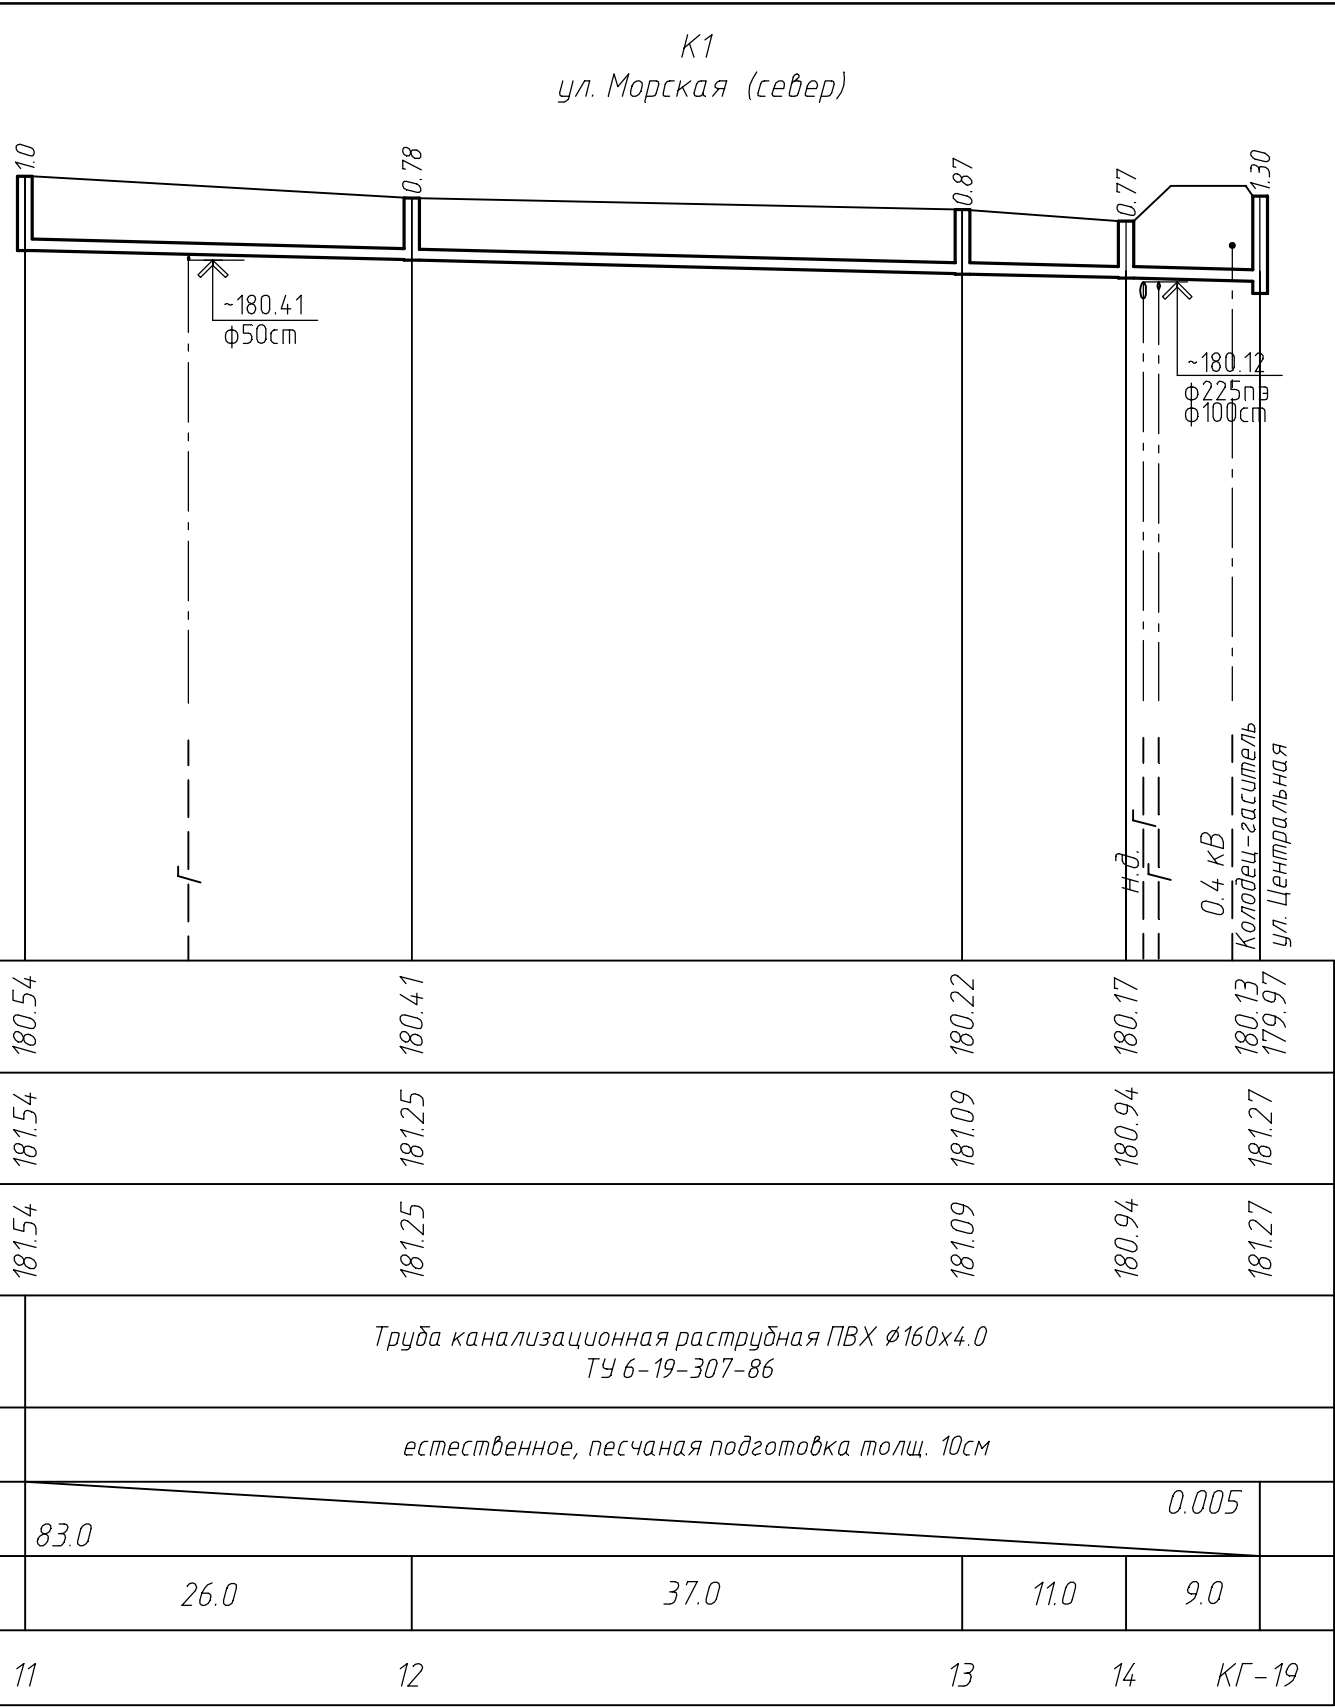 К1
ул. Морская (север)
1.0
0.78
0.87
0.77
1.30
~180.41
ф50ст
~180.12
ф225пэ
ф100ст
Г
н.д. Г
Г
0.4 кВ
Колодец-гаситель
ул. Центральная
180.54
180.41
180.22
180.17
180.13
179.97
181.54
181.25
181.09
180.94
181.27
181.54
181.25
181.09
180.94
181.27
Труба канализационная раструбная ПВХ ϕ160х4.0
ТУ 6-19-307-86
естественное, песчаная подготовка толщ. 10см
0.005
83.0
26.0
37.0
11.0
9.0
11
12
13
14
КГ-19